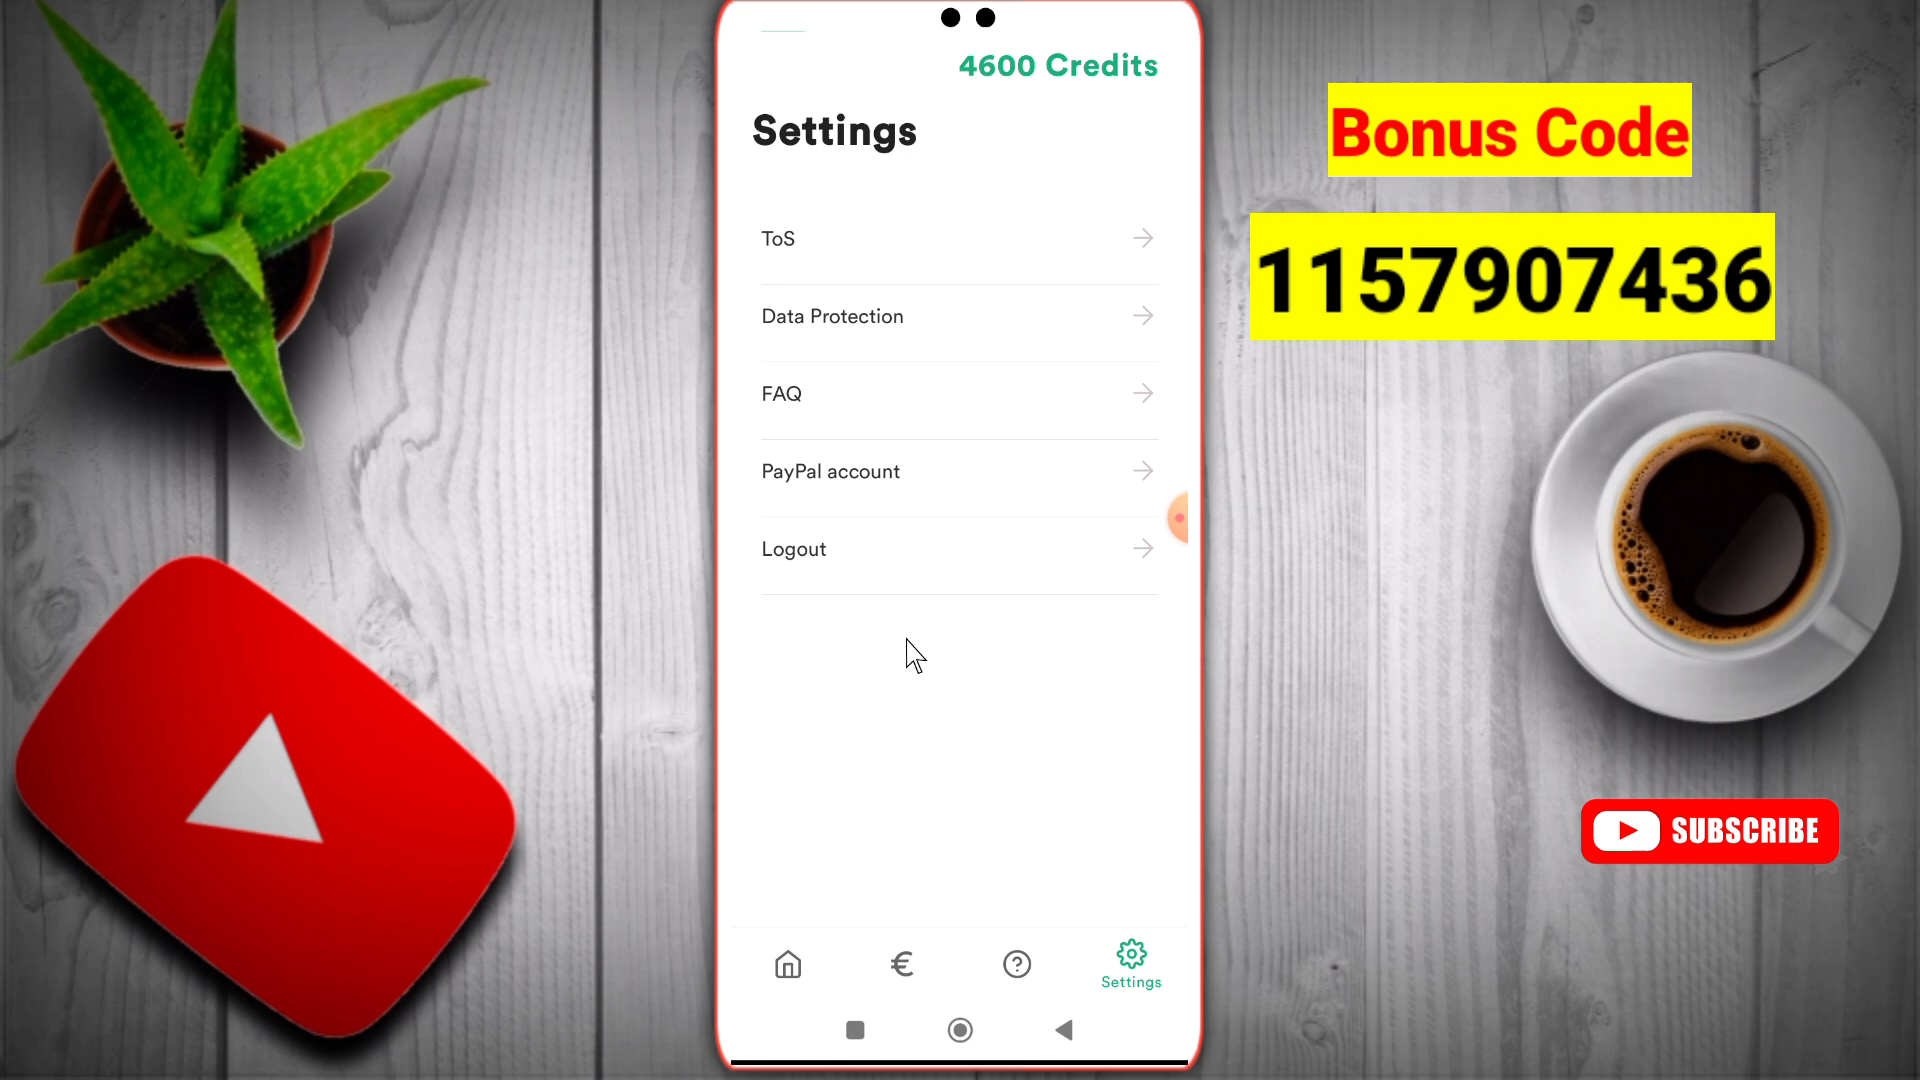 4600 Credits
Settings
ToS
Data Protection
FAQ
PayPal account
Logout
€
Settings
Bonus Code
1157907436
SUBSCRIBE